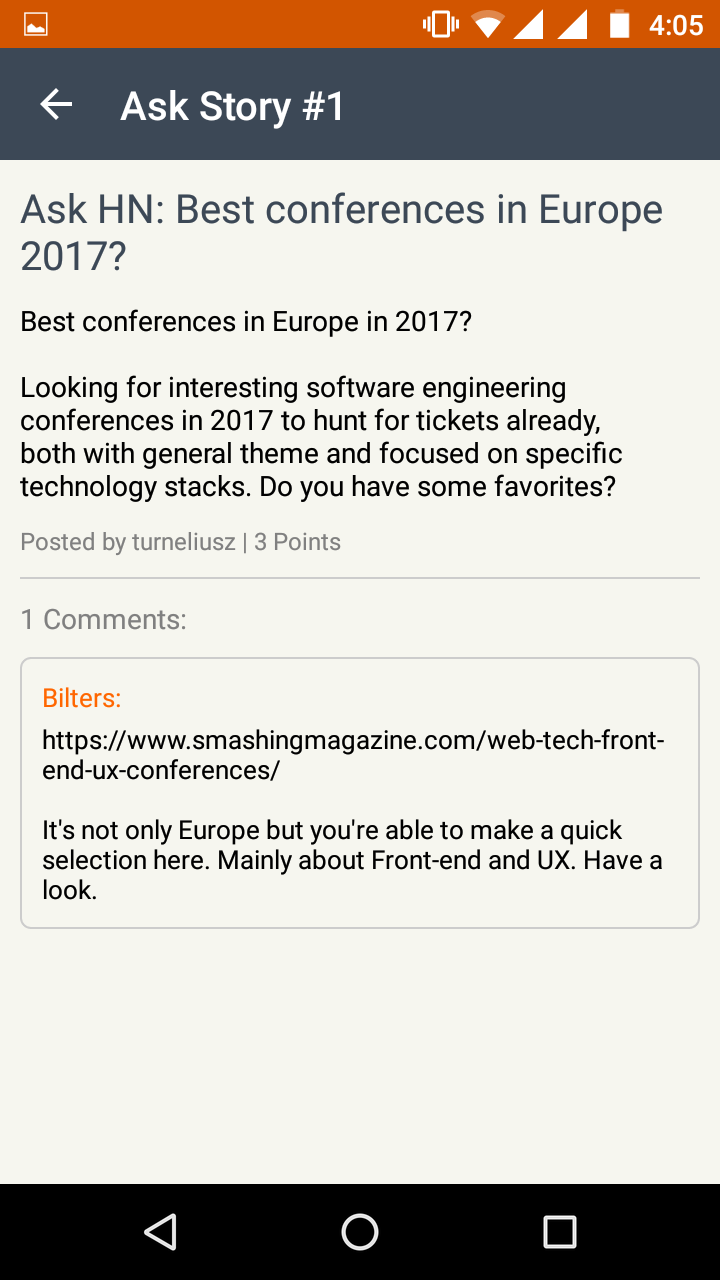 4:05
Ask Story #1
Ask HN: Best conferences in Europe
2017?
Best conferences in Europe in 2017?
Looking for interesting software engineering
conferences in 2017 to hunt for tickets already,
both with general theme and focused on specific
technology stacks. Do you have some favorites?
Posted by turneliusz | 3 Points
1 Comments:
Bilters:
https://www.smashingmagazine.com/web-tech-front-
end-ux-conferences/
It's not only Europe but you're able to make a quick
selection here. Mainly about Front-end and UX. Have a
look.